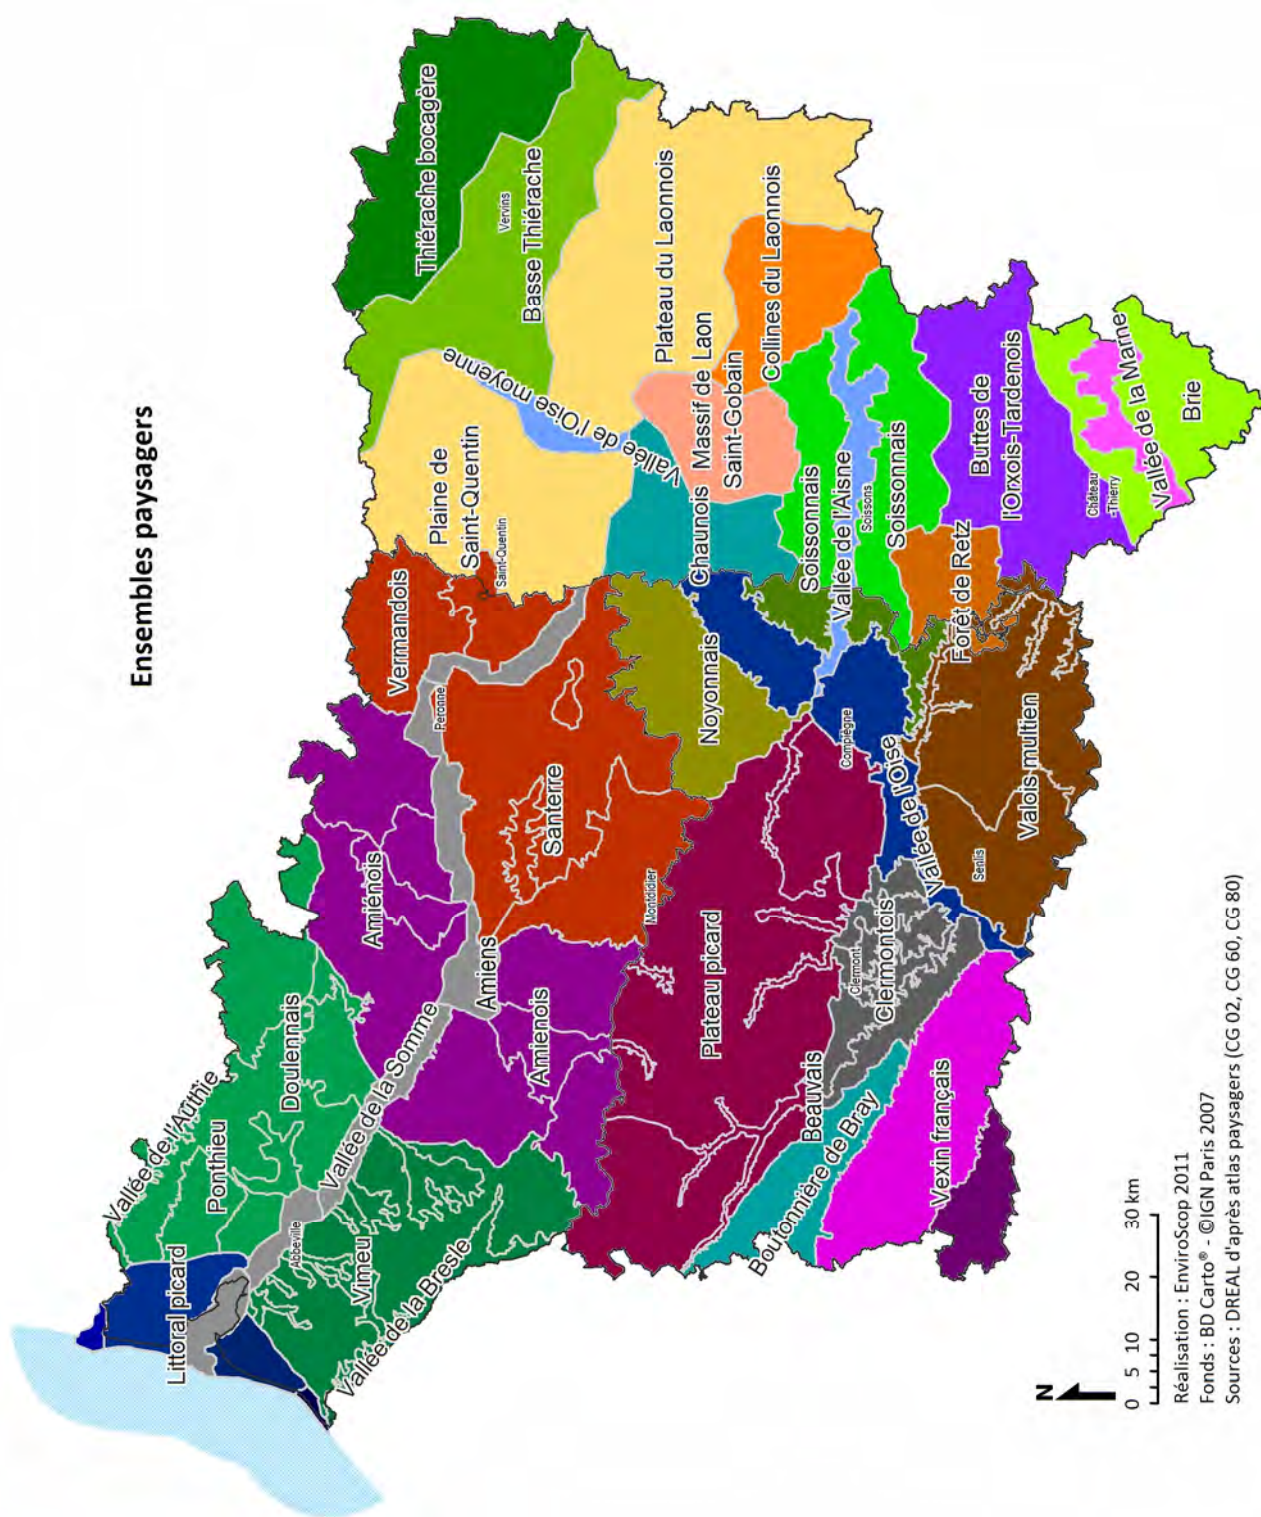 Ensembles paysagers
Vallée de l'Authie
Ponthieu
Doulennais
Littoral picard
Abbeville
Vallée de la Somme
Vimeu
Vallée de la Bresle
Amiénois
Amiens
Amienois
Péronne
Vermandois
Santerre
Montdidier
Plaine de
Saint-Quentin
Saint-Quentin
Thiérache bocagère
Vervins
Basse Thiérache
Vallée de l'Oise moyenne
Plateau du Laonnois
Massif de Laon
Saint-Gobain
Collines du Laonnois
Chaunois
Noyonnais
Soissonnais
Vallée de l'Aisne
Soissons
Soissonnais
Compiègne
Plateau picard
Forêt de Retz
Buttes de
l'Orxois-Tardenois
Château
-Thierry
Vallée de la Marne
Brie
Vallée de l'Oise
Valois multien
Senlis
Clermont
Clermontois
Beauvais
Boutonnière de Bray
Vexin français
N
0 5 10 20 30 km
Réalisation : EnviroScop 2011
Fonds : BD Carto® - ©IGN Paris 2007
Sources : DREAL d'après atlas paysagers (CG 02, CG 60, CG 80)